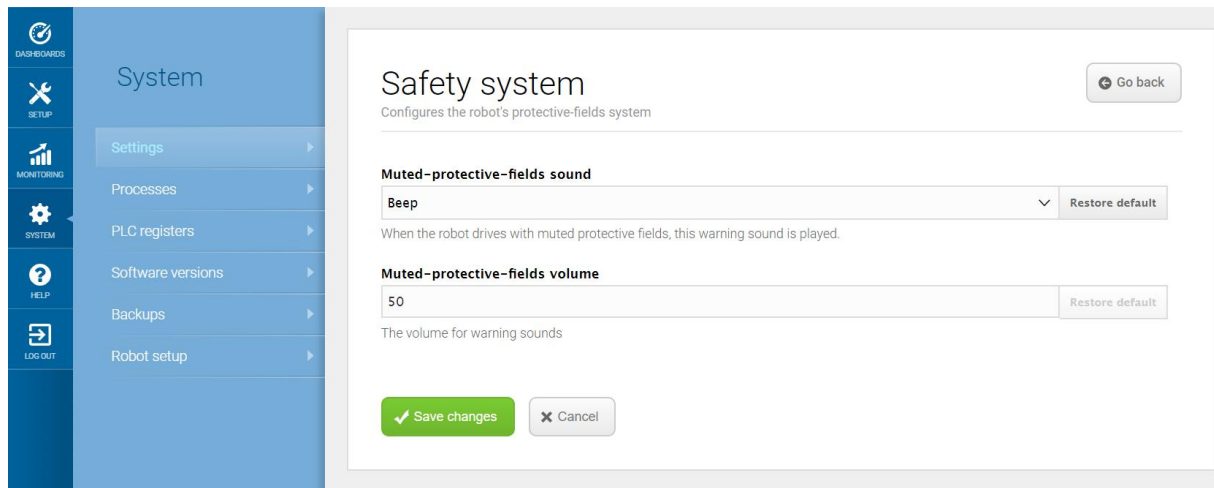 DASHBOARDS
SETUP
MONITORING
SYSTEM
HELP
LOG OUT
System
Settings
Processes
PLC registers
Software versions
Backups
Robot setup
Safety system
Go back
Configures the robot's protective-fields system
Muted-protective-fields sound
Beep
Restore default
When the robot drives with muted protective fields, this warning sound is played.
Muted-protective-fields volume
50
Restore default
The volume for warning sounds
Save changes
Cancel